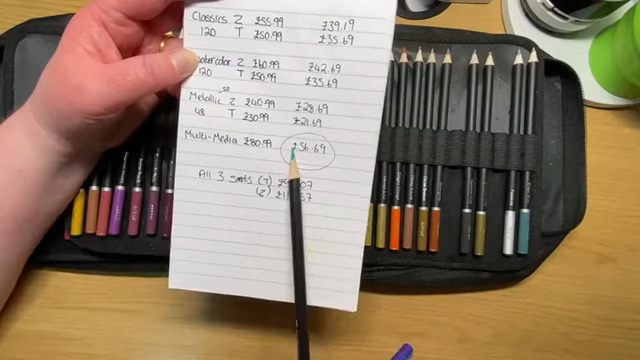 Classics Z £55.99 £39.19
120 T £50.99 £35.69
Watercolor Z £60.99 £42.69
120 T £50.99 £35.69
Metallic 50 Z £40.99 £28.69
48 T £30.99 £21.69
Multi-Media £80.99 £56.69
All 3 sets (T)
(Z)